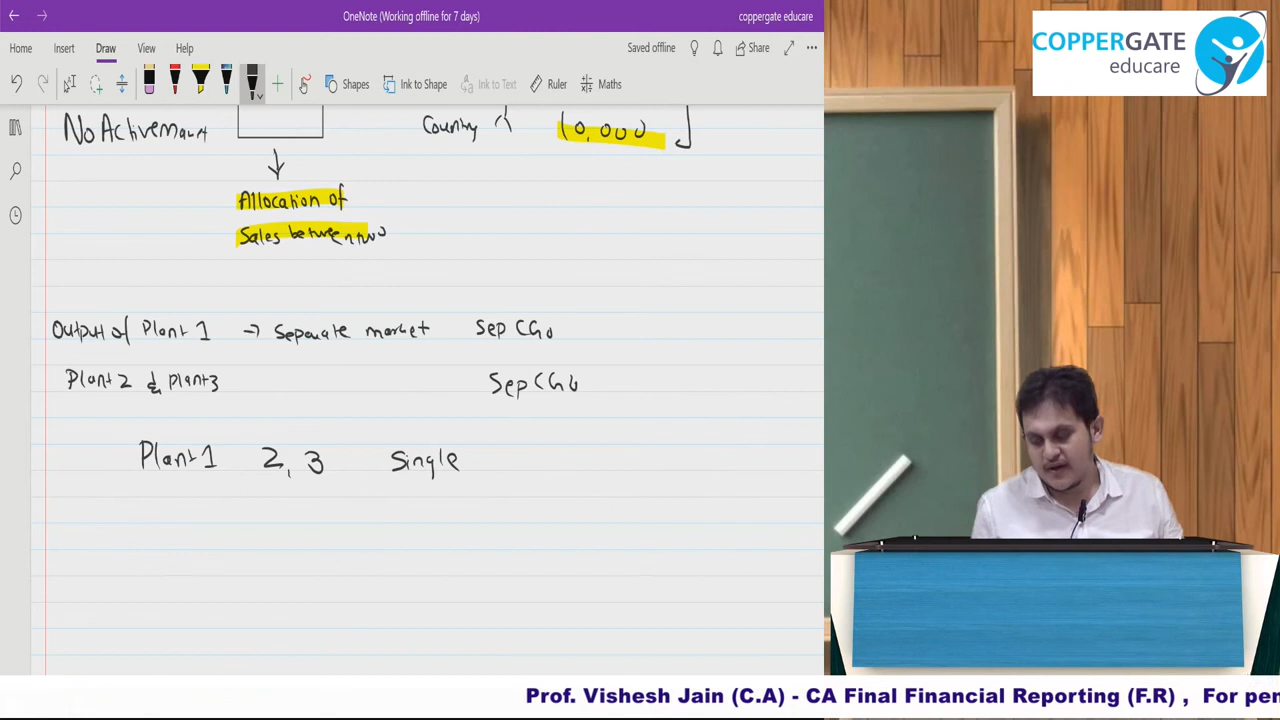 OneNote (Working offline for 7 days)
coppergate educare
Home Insert Draw View Help
Saved offline Share
Shapes Ink to Shape Ink to Text Ruler Maths
COPPERGATE
educare
No Active
Country
10,000
Allocation of
Sales between two
Output of Plant 1 → Separate market Sep CGU
Plant 2 & Plant 3 Sep CGU
Plant 1 2, 3 Single
Prof. Vishesh Jain (C.A) - CA Final Financial Reporting (F.R) , For pen